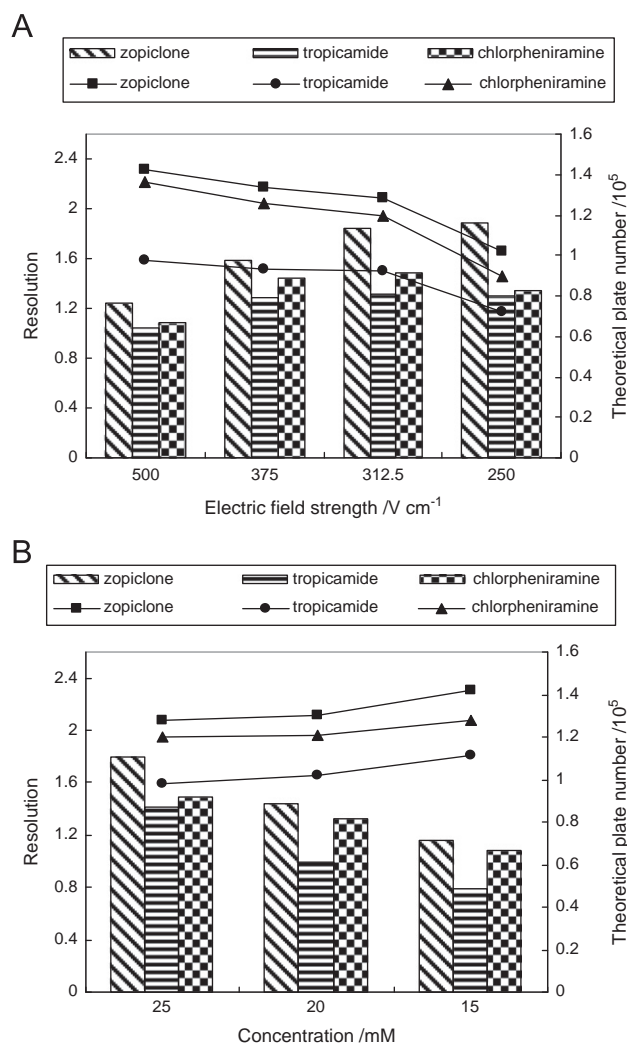 A
zopiclone tropicamide chlorpheniramine
zopiclone tropicamide chlorpheniramine
2.4
2
1.6
1.2
0.8
0.4
0
Resolution
1.6
1.4
1.2
1
0.8
0.6
0.4
0.2
0
Theoretical plate number /10⁵
500 375 312.5 250
Electric field strength /V cm⁻¹
B
zopiclone tropicamide chlorpheniramine
zopiclone tropicamide chlorpheniramine
2.4
2
1.6
1.2
0.8
0.4
0
Resolution
1.6
1.4
1.2
1
0.8
0.6
0.4
0.2
0
Theoretical plate number /10⁵
25 20 15
Concentration /mM